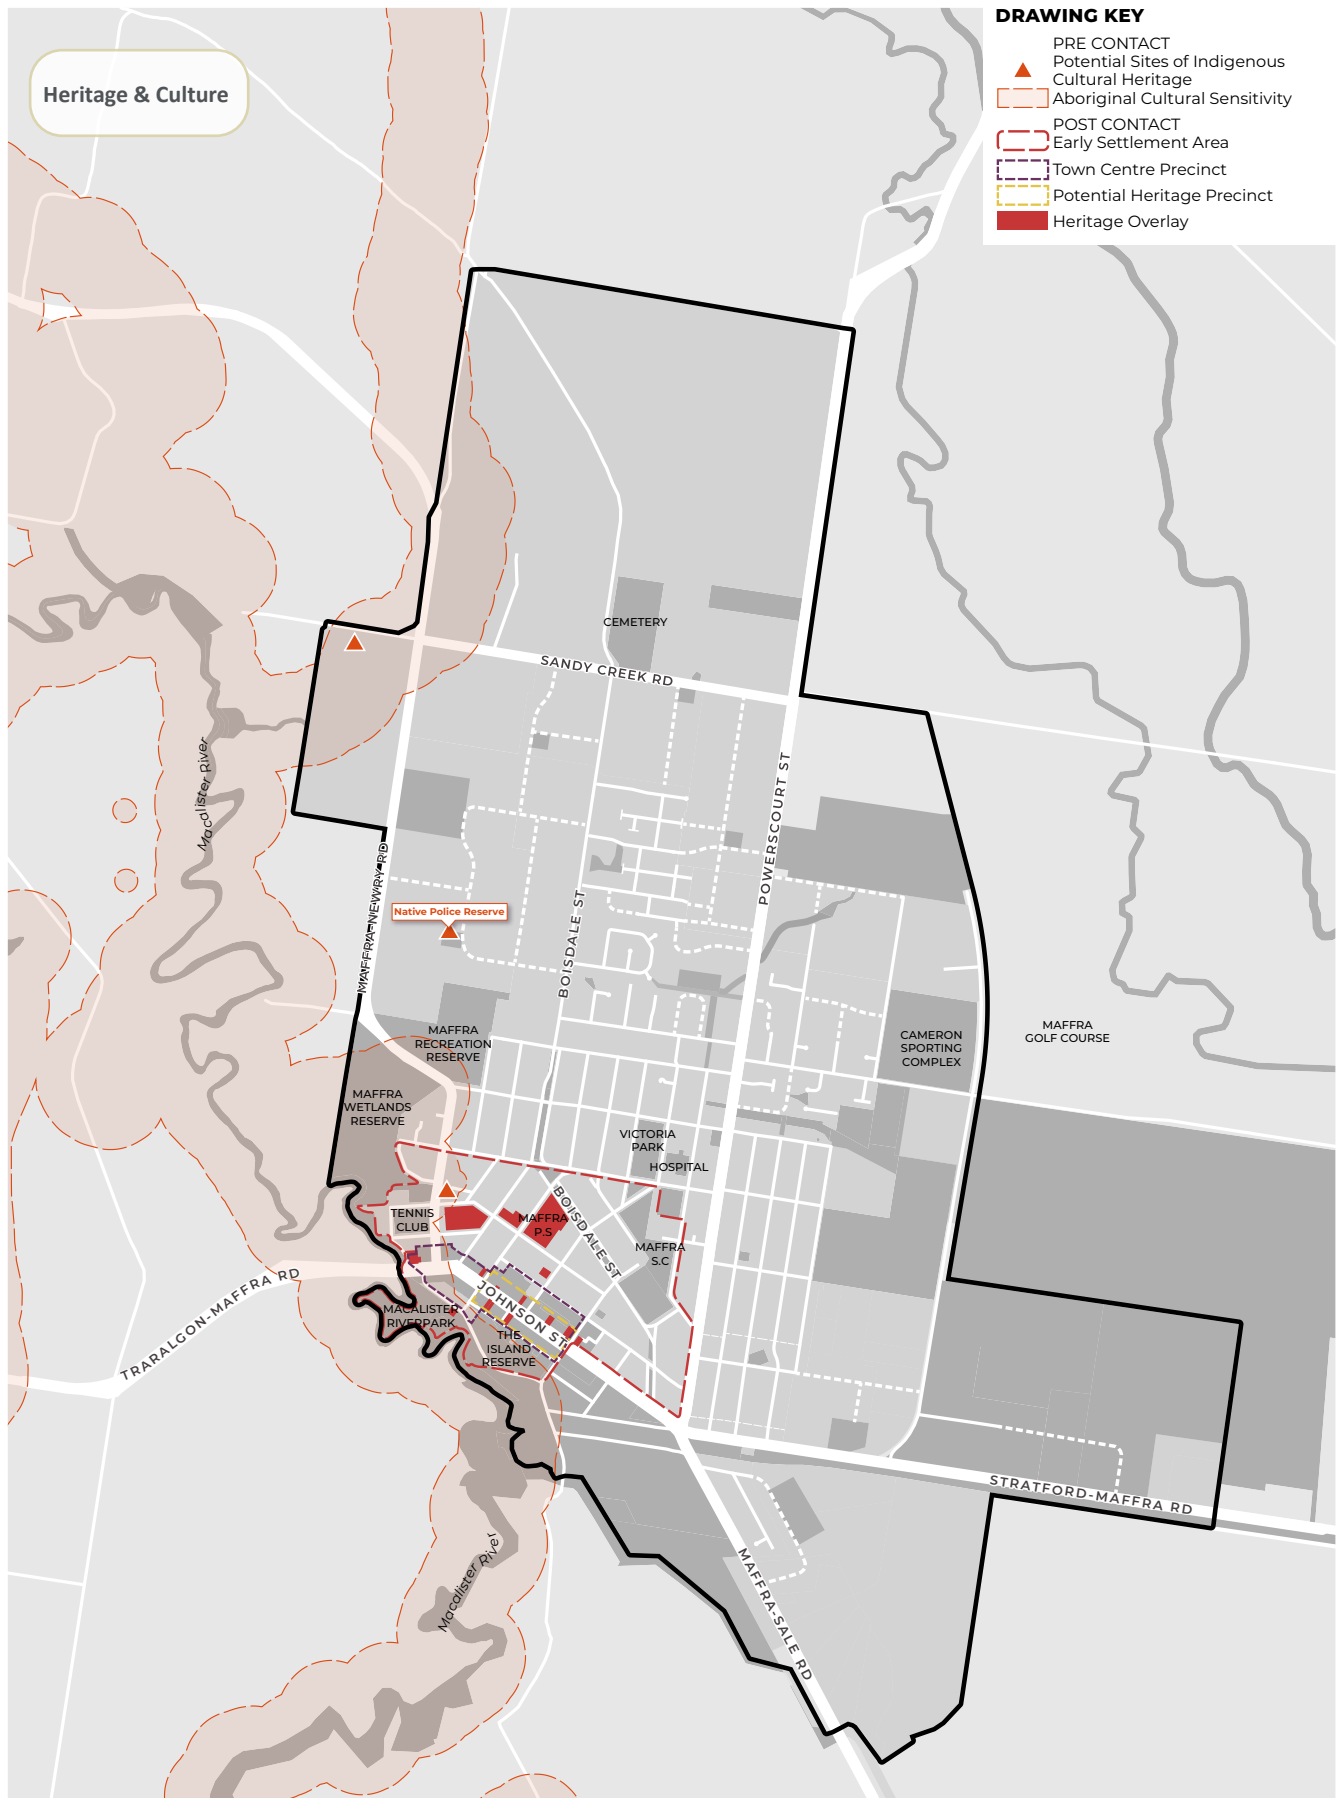 Heritage & Culture
DRAWING KEY
PRE CONTACT
Potential Sites of Indigenous
Cultural Heritage
Aboriginal Cultural Sensitivity
POST CONTACT
Early Settlement Area
Town Centre Precinct
Potential Heritage Precinct
Heritage Overlay
CEMETERY
SANDY CREEK RD
Macalister River
POWERSCOURT ST
MAFFRA-NEWRY RD
Native Police Reserve
BOISDALE ST
MAFFRA
RECREATION
RESERVE
CAMERON
SPORTING
COMPLEX
MAFFRA
GOLF COURSE
MAFFRA
WETLANDS
RESERVE
VICTORIA
PARK
HOSPITAL
TENNIS
CLUB
MAFFRA
P.S
BOISDALE ST
MAFFRA
S.C
TRARALGON-MAFFRA RD
JOHNSON ST
MACALISTER
RIVERPARK
THE
ISLAND
RESERVE
STRATFORD-MAFFRA RD
Macalister River
MAFFRA-SALE RD